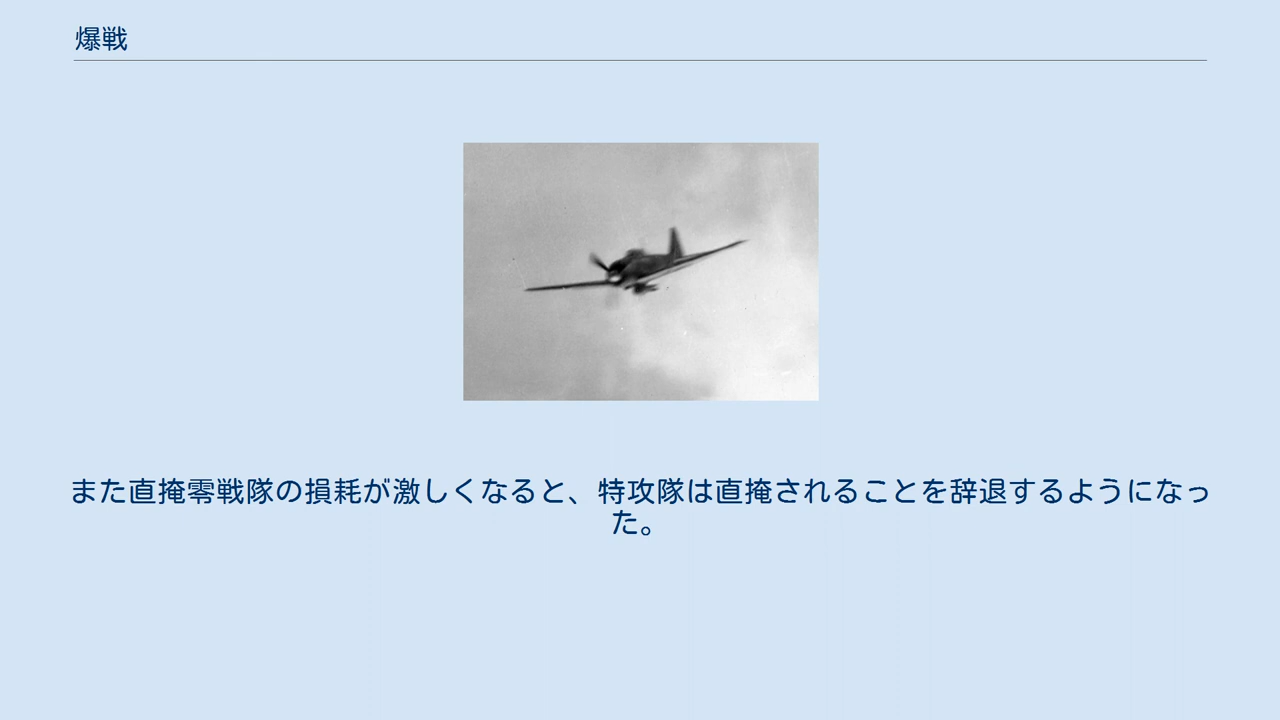 爆戦
また直掩零戦隊の損耗が激しくなると、特攻隊は直掩されることを辞退するようになっ
た。